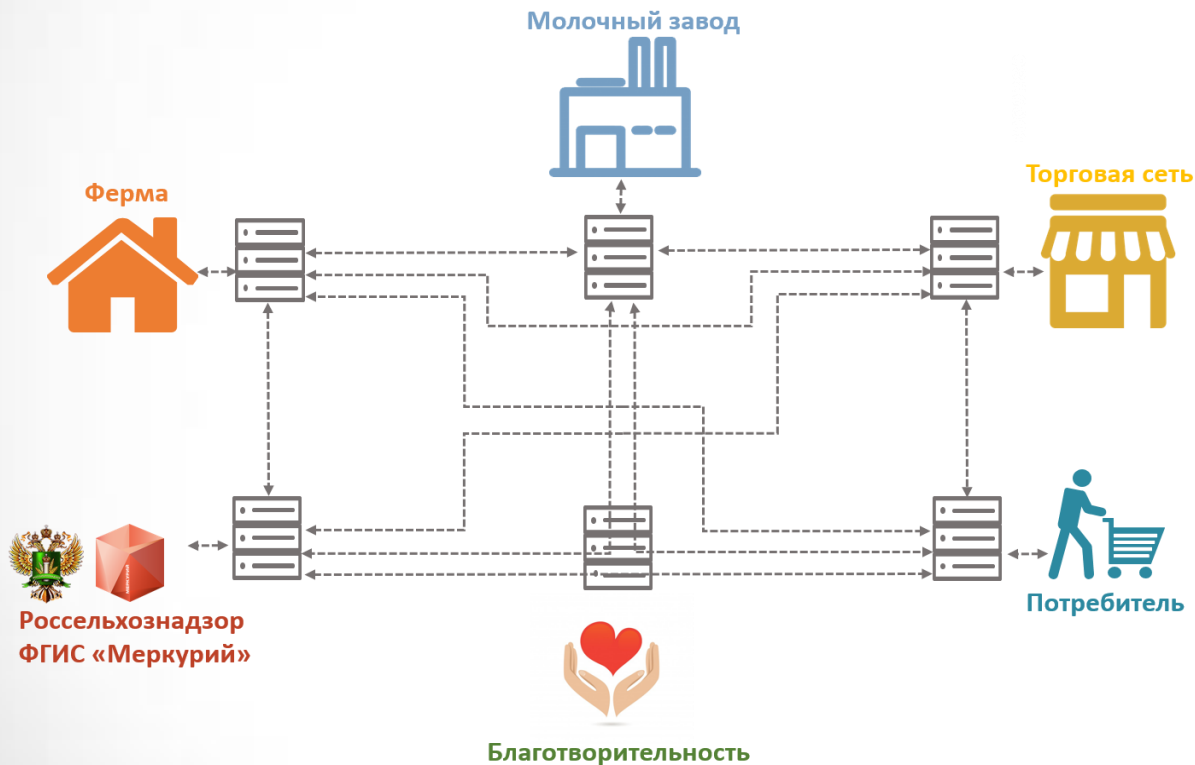 Молочный завод
Ферма
Торговая сеть
Россельхознадзор
ФГИС «Меркурий»
Потребитель
Благотворительность